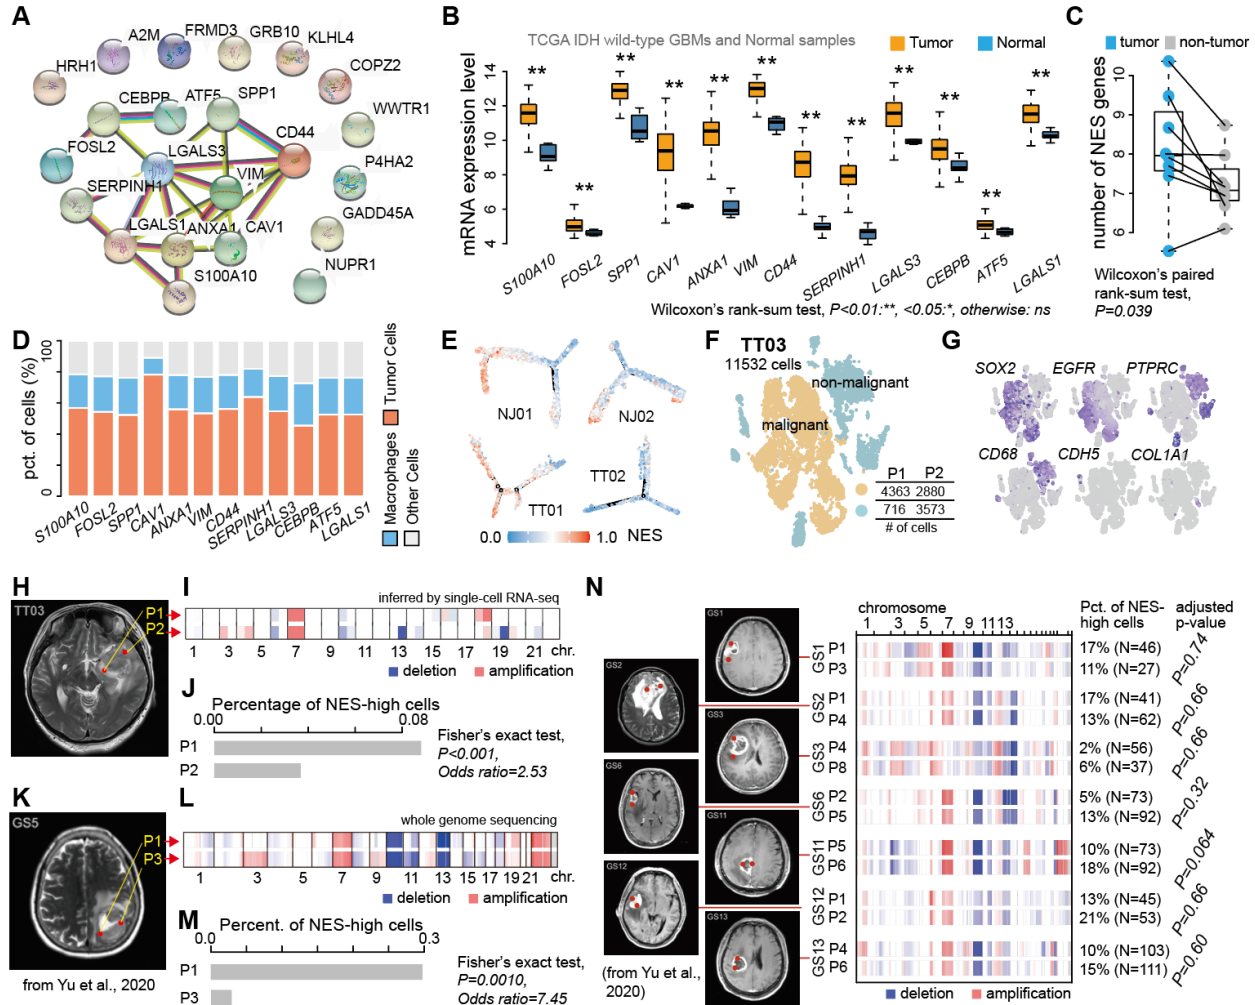 A
A2M
FRMD3
GRB10
KLHL4
HRH1
COPZ2
CEBPB
ATF5
SPP1
WWTR1
CD44
FOSL2
LGALS3
P4HA2
VIM
SERPINH1
GADD45A
LGALS1
ANXA1
CAV1
NUPR1
S100A10
B
TCGA IDH wild-type GBMs and Normal samples
Tumor
Normal
mRNA expression level
14
12
10
8
6
4
**
**
**
**
**
**
**
**
**
**
**
**
S100A10
FOSL2
SPP1
CAV1
ANXA1
VIM
CD44
SERPINH1
LGALS3
CEBPB
ATF5
LGALS1
Wilcoxon's rank-sum test, P<0.01:**, <0.05:*, otherwise: ns
C
tumor
non-tumor
number of NES genes
10
9
8
7
6
Wilcoxon's paired
rank-sum test,
P=0.039
D
pct. of cells (%)
100
0
S100A10
FOSL2
SPP1
CAV1
ANXA1
VIM
CD44
SERPINH1
LGALS3
CEBPB
ATF5
LGALS1
Macrophages
Tumor Cells
Other Cells
E
NJ01
NJ02
TT01
TT02
0.0
1.0
NES
F
TT03
11532 cells
non-malignant
malignant
P1 P2
4363 2880
716 3573
# of cells
G
SOX2
EGFR
PTPRC
CD68
CDH5
COL1A1
H
TT03
P1
P2
I
inferred by single-cell RNA-seq
1 3 5 7 9 11 13 15 17 19 21 chr.
deletion
amplification
J
Percentage of NES-high cells
0.00
0.08
P1
P2
Fisher's exact test,
P<0.001,
Odds ratio=2.53
K
GS5
P1
P3
from Yu et al., 2020
L
whole genome sequencing
1 3 5 7 9 11 13 15 17 19 21 chr.
deletion
amplification
M
Percent. of NES-high cells
0.0
0.3
P1
P3
Fisher's exact test,
P=0.0010,
Odds ratio=7.45
N
GS1
GS2
GS3
GS6
GS11
GS12
GS13
(from Yu et al.,
2020)
chromosome
1 3 5 7 9 11 13
Pct. of NES-
high cells
adjusted
p-value
GS1
P1
17% (N=46)
P3
11% (N=27)
P=0.74
GS2
P1
17% (N=41)
P4
13% (N=62)
P=0.66
GS3
P4
2% (N=56)
P8
6% (N=37)
P=0.66
GS6
P2
5% (N=73)
P5
13% (N=92)
P=0.32
GS11
P5
10% (N=73)
P6
18% (N=92)
P=0.064
GS12
P1
13% (N=45)
P2
21% (N=53)
P=0.66
GS13
P4
10% (N=103)
P6
15% (N=111)
P=0.60
deletion
amplification